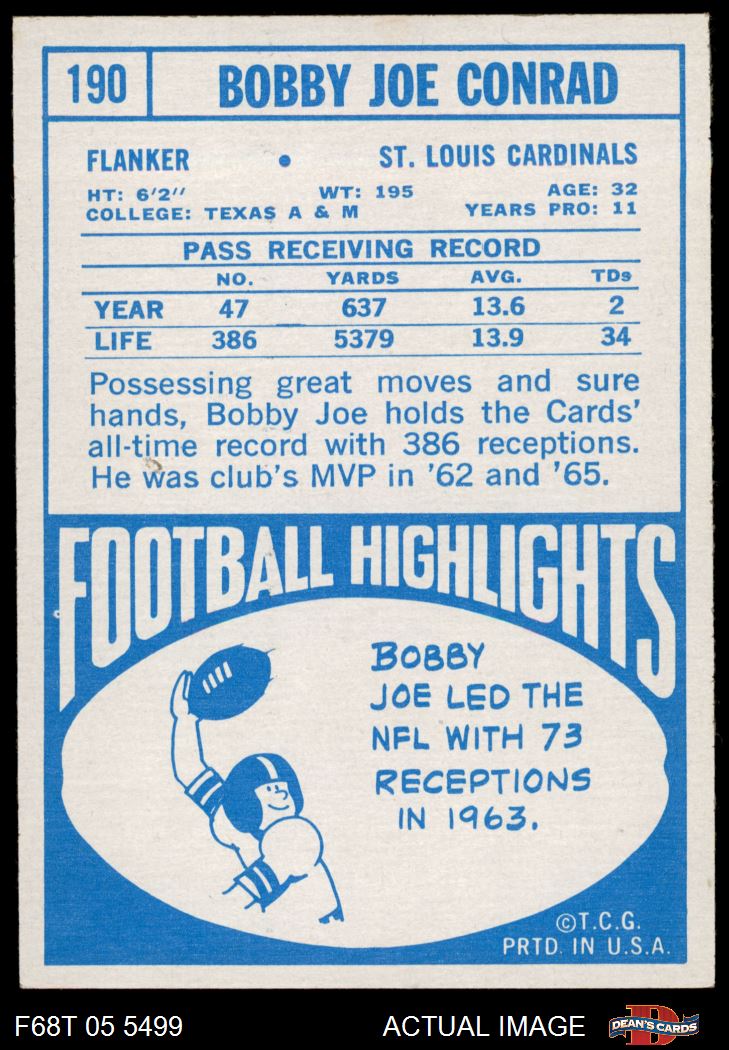 190 BOBBY JOE CONRAD
FLANKER • ST. LOUIS CARDINALS
HT: 6'2" WT: 195 AGE: 32
COLLEGE: TEXAS A & M YEARS PRO: 11
PASS RECEIVING RECORD
NO. YARDS AVG. TDs
YEAR 47 637 13.6 2
LIFE 386 5379 13.9 34
Possessing great moves and sure
hands, Bobby Joe holds the Cards'
all-time record with 386 receptions.
He was club's MVP in '62 and '65.
FOOTBALL HIGHLIGHTS
BOBBY
JOE LED THE
NFL WITH 73
RECEPTIONS
IN 1963.
©T.C.G.
PRTD. IN U.S.A.
F68T 05 5499 ACTUAL IMAGE DEAN'S CARDS